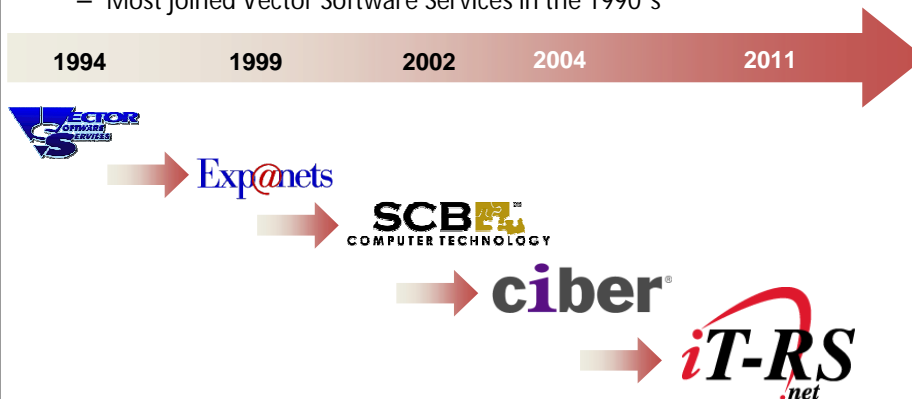 – Most joined Vector Software Services in the 1990's
1994 1999 2002 2004 2011
VECTOR
SOFTWARE
SERVICES
Exp@nets
SCB
COMPUTER TECHNOLOGY
ciber®
iT-RS
.net